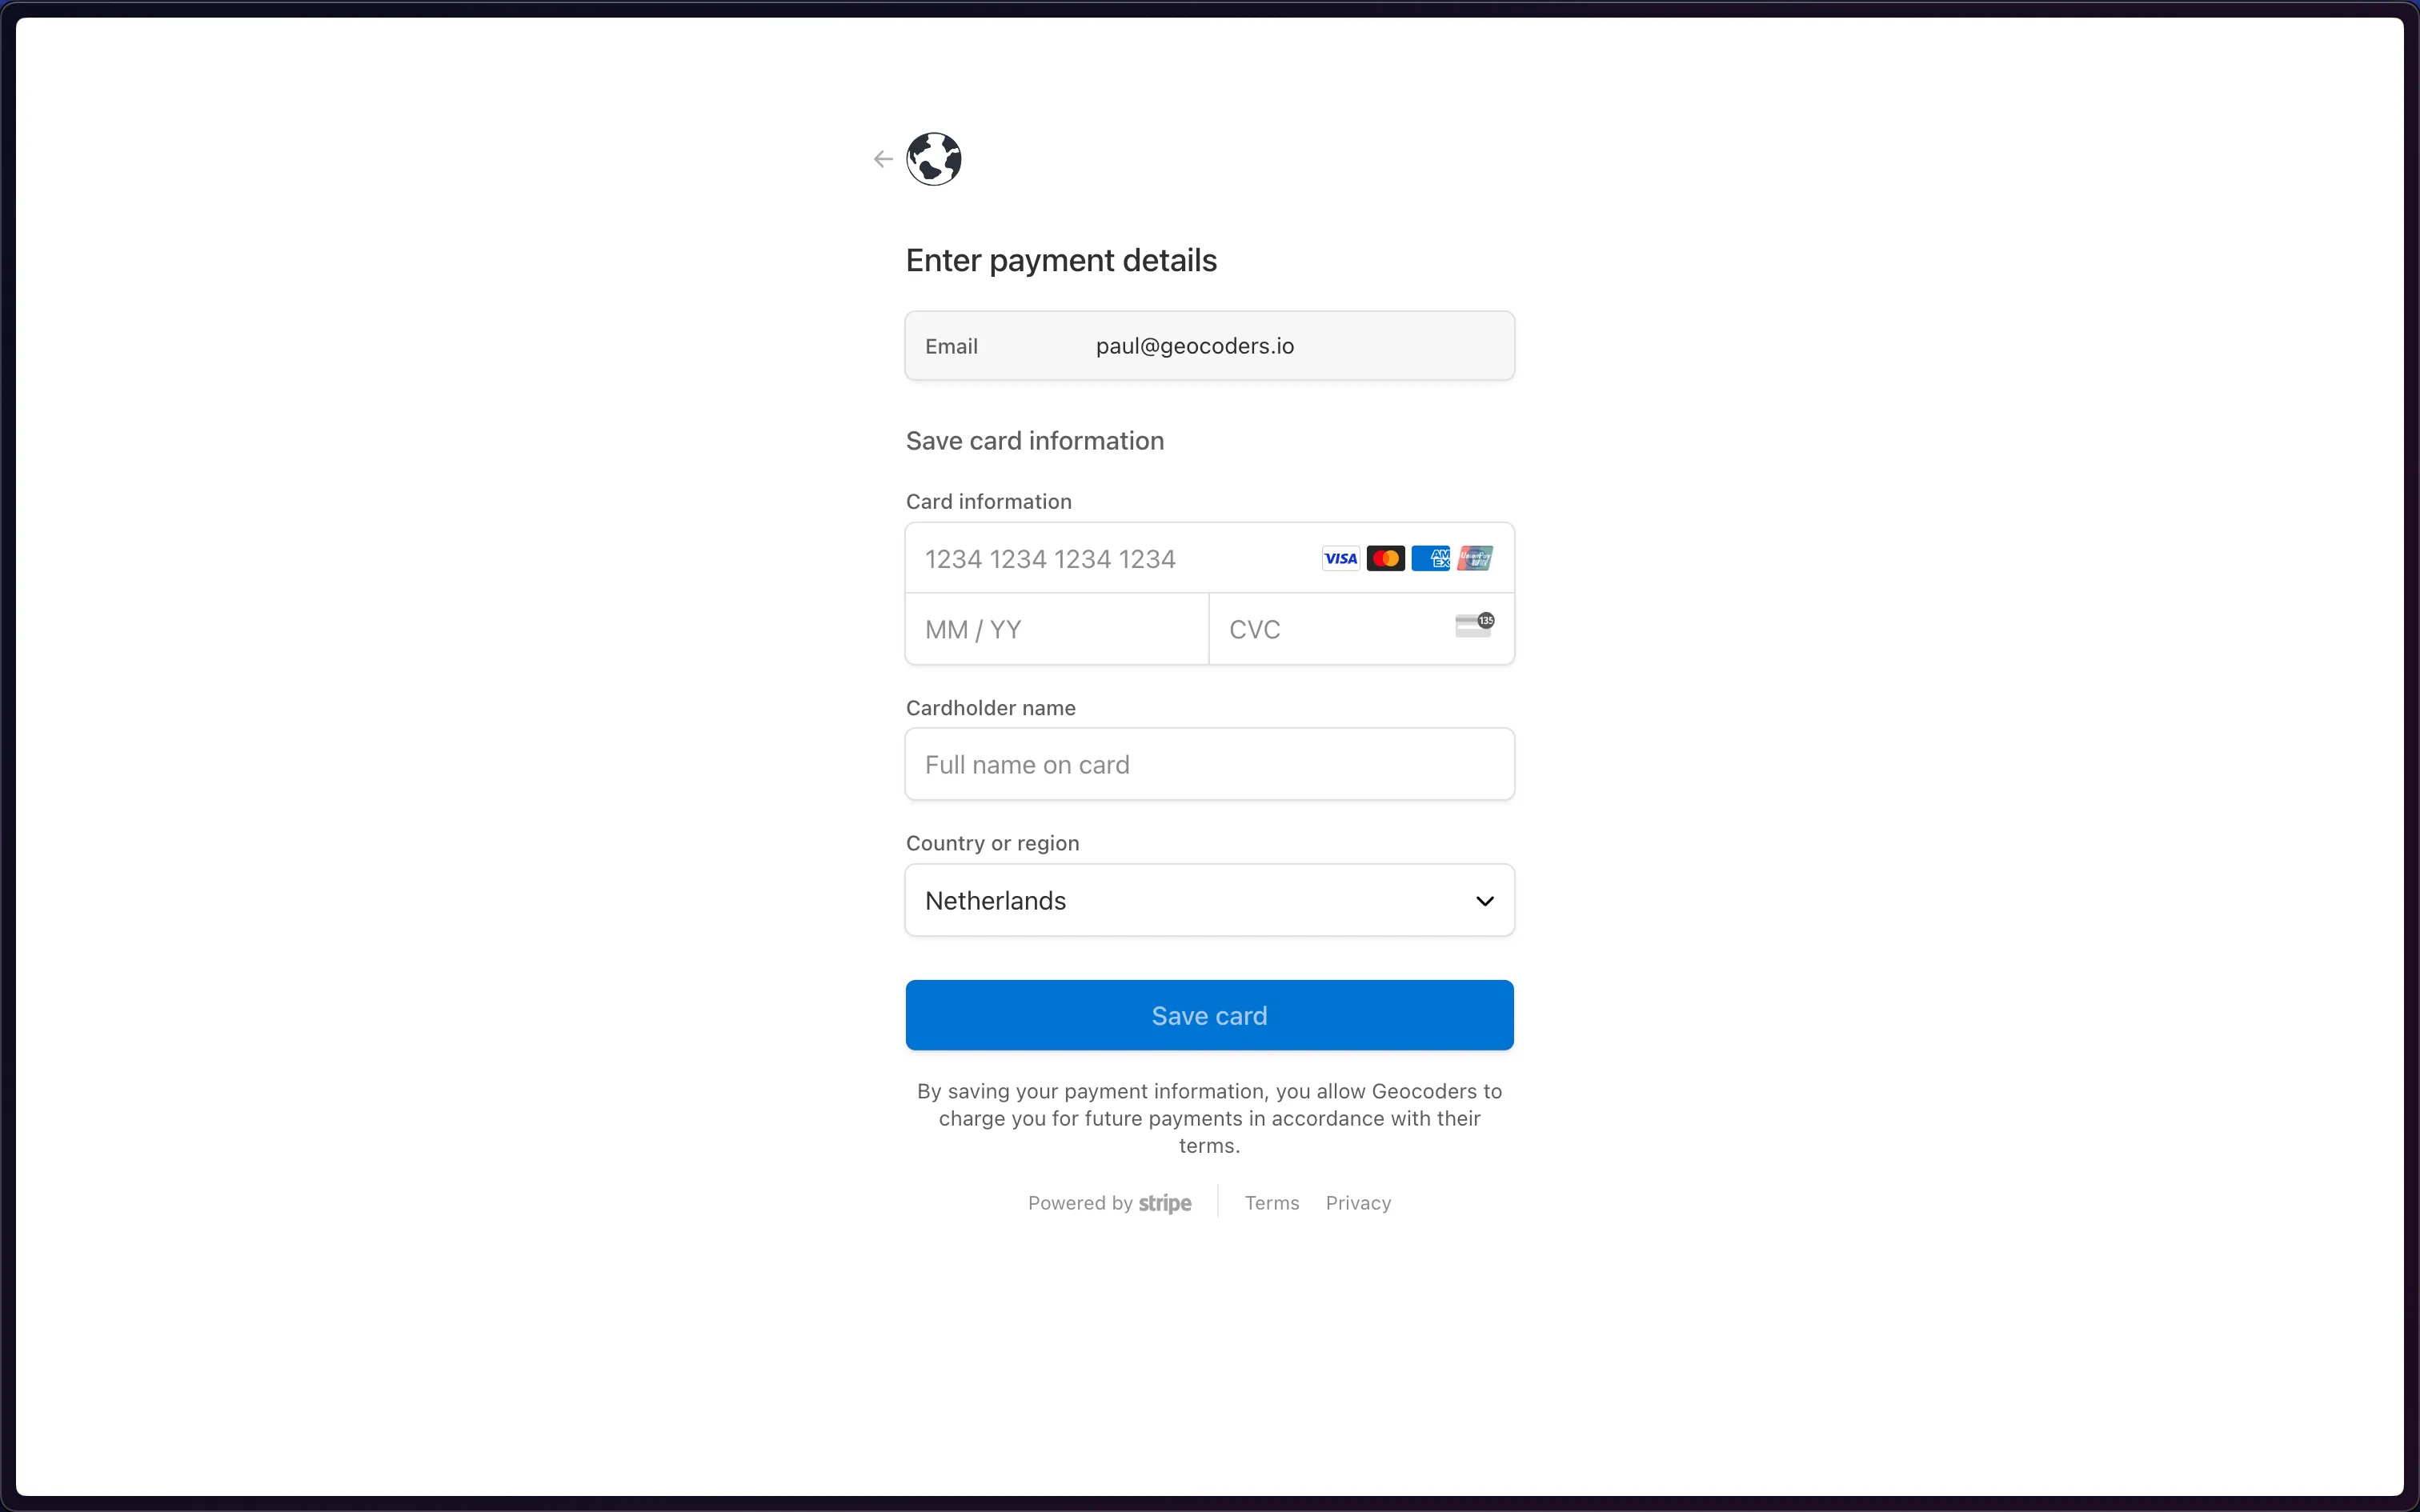 Enter payment details
Email paul@geocoders.io
Save card information
Card information
1234 1234 1234 1234 VISA AMEX UnionPay
MM / YY CVC 135
Cardholder name
Full name on card
Country or region
Netherlands
Save card
By saving your payment information, you allow Geocoders to
charge you for future payments in accordance with their
terms.
Powered by stripe Terms Privacy